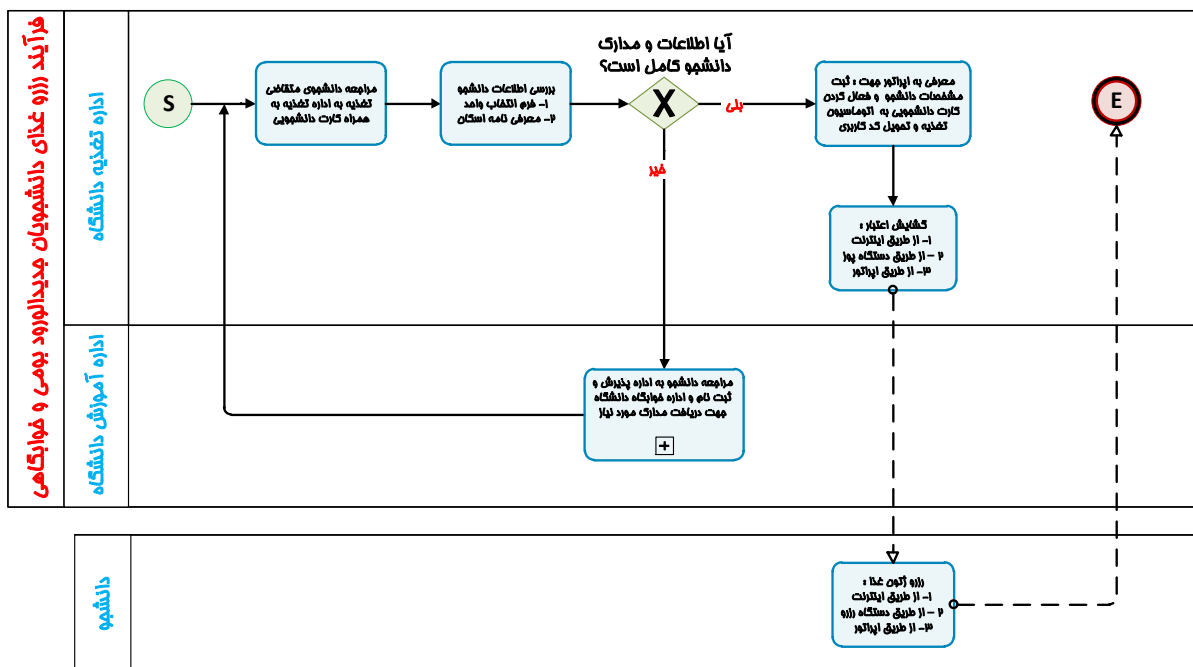 فرآیند رزرو غذای دانشجویان جدیدالورود بومی و خوابگاهی
اداره تغذیه دانشگاه
S
مراجعه دانشجوی متقاضی
تغذیه به اداره تغذیه به
همراه کارت دانشجویی
بررسی اطلاعات دانشجو
۱- فرم انتخاب واحد
۲- معرفی نامه اسکان
آیا اطلاعات و مدارک
دانشجو کامل است؟
X
بلی
خیر
معرفی به اپراتور جهت : ثبت
مشخصات دانشجو و فعال کردن
کارت دانشجویی به اتوماسیون
تغذیه و تحویل کد کاربری
E
گشایش اعتبار :
۱- از طریق اینترنت
۲ – از طریق دستگاه پوز
۳- از طریق اپراتور
اداره آموزش دانشگاه
مراجعه دانشجو به اداره پذیرش و
ثبت نام و اداره خوابگاه دانشگاه
جهت دریافت مدارک مورد نیاز
دانشجو
رزرو ژتون غذا :
۱- از طریق اینترنت
۲ – از طریق دستگاه رزرو
۳- از طریق اپراتور